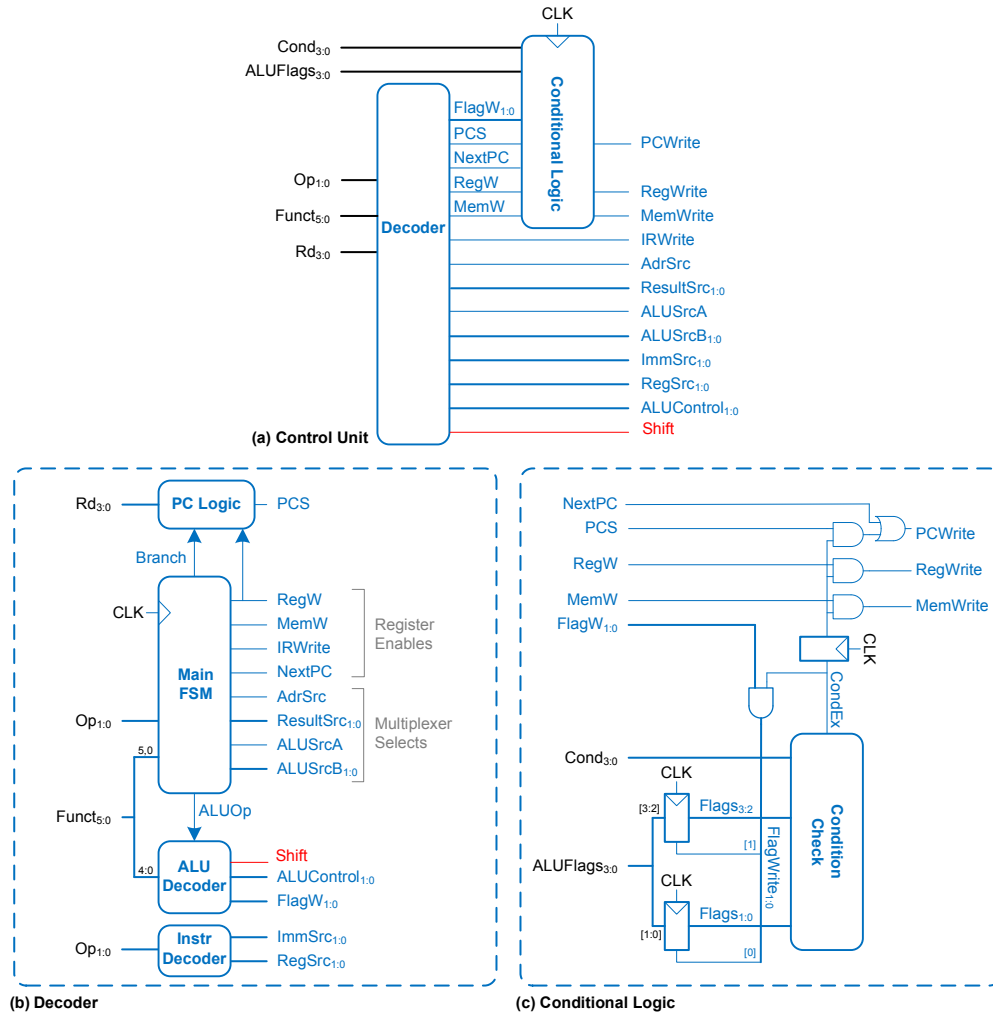 CLK
Cond3:0
ALUFlags3:0
Conditional Logic
FlagW1:0
PCS
PCWrite
NextPC
Op1:0
RegW
RegWrite
Funct5:0
MemW
MemWrite
Decoder
IRWrite
Rd3:0
AdrSrc
ResultSrc1:0
ALUSrcA
ALUSrcB1:0
ImmSrc1:0
RegSrc1:0
ALUControl1:0
Shift
(a) Control Unit
Rd3:0
PC Logic
PCS
Branch
CLK
RegW
MemW
IRWrite
NextPC
Register
Enables
Main
FSM
AdrSrc
Op1:0
ResultSrc1:0
ALUSrcA
ALUSrcB1:0
Multiplexer
Selects
5,0
Funct5:0
ALUOp
4:0
ALU
Decoder
Shift
ALUControl1:0
FlagW1:0
Op1:0
Instr
Decoder
ImmSrc1:0
RegSrc1:0
(b) Decoder
NextPC
PCS
PCWrite
RegW
RegWrite
MemW
MemWrite
FlagW1:0
CLK
CondEx
Cond3:0
CLK
[3:2]
Flags3:2
[1]
FlagWrite1:0
Condition
Check
ALUFlags3:0
CLK
[1:0]
Flags1:0
[0]
(c) Conditional Logic